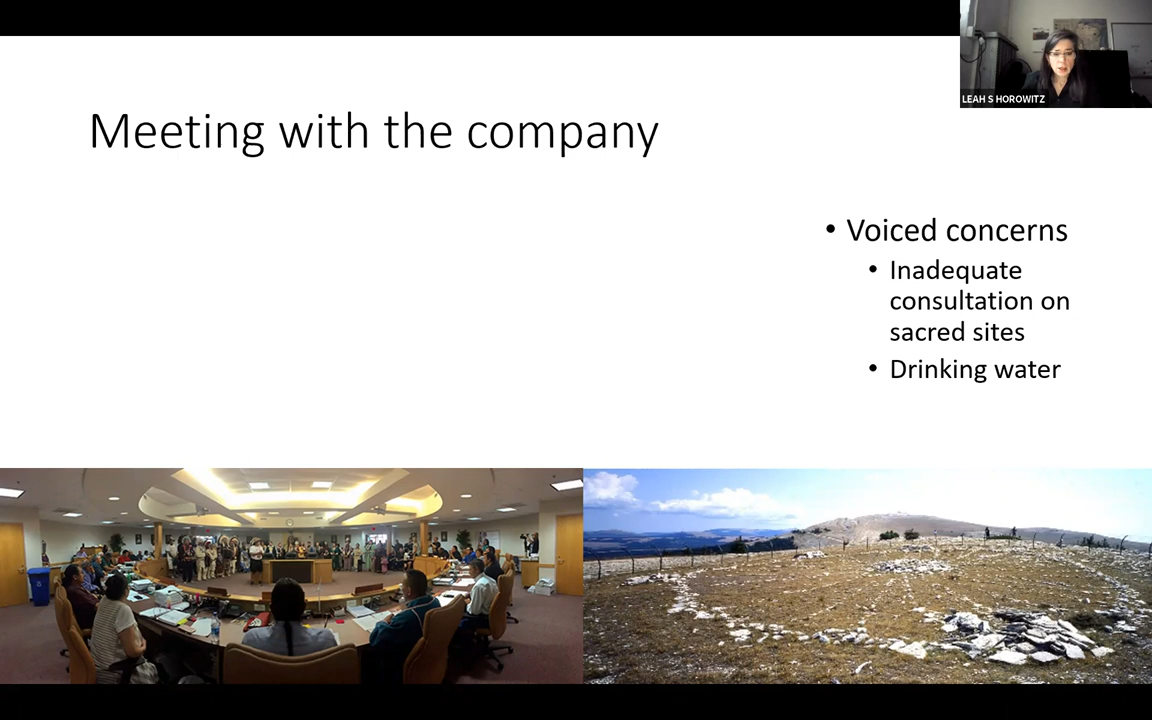 LEAH S HOROWITZ
Meeting with the company
• Voiced concerns
• Inadequate
consultation on
sacred sites
• Drinking water